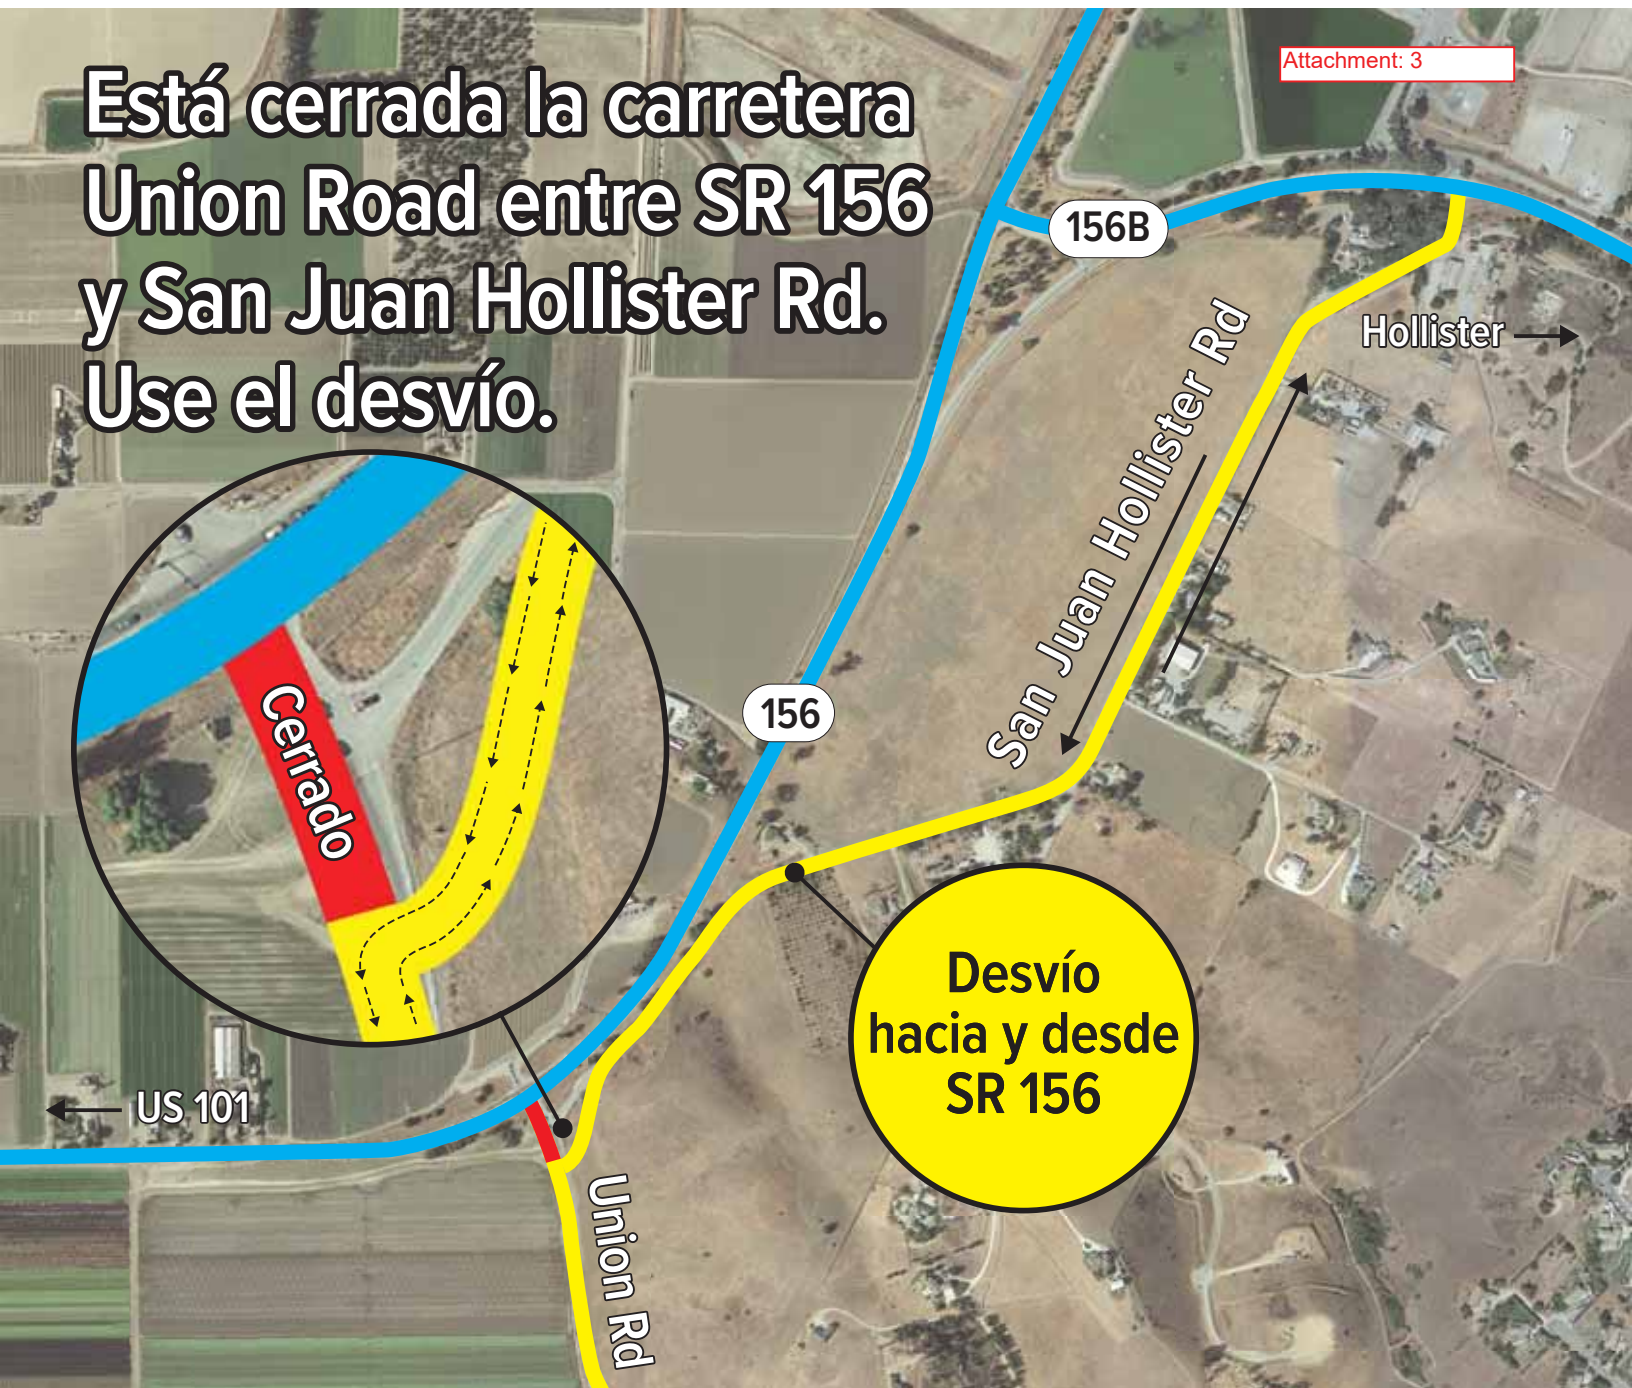 Attachment: 3
Está cerrada la carretera
Union Road entre SR 156
y San Juan Hollister Rd.
Use el desvío.
156B
Hollister
San Juan Hollister Rd
Cerrado
156
Desvío
hacia y desde
SR 156
US 101
Union Rd